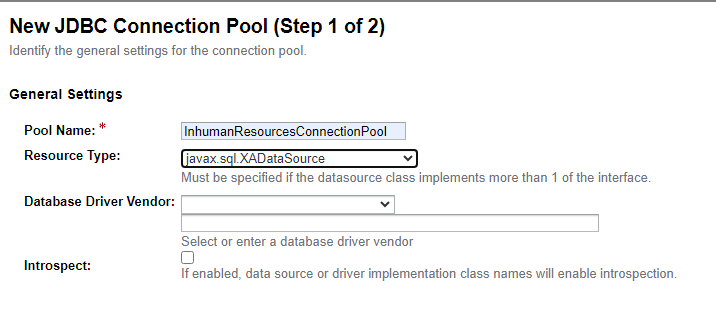 New JDBC Connection Pool (Step 1 of 2)
Identify the general settings for the connection pool.
General Settings
Pool Name: * InhumanResourcesConnectionPool
Resource Type: javax.sql.XADataSource
Must be specified if the datasource class implements more than 1 of the interface.
Database Driver Vendor:
Select or enter a database driver vendor
Introspect:
If enabled, data source or driver implementation class names will enable introspection.